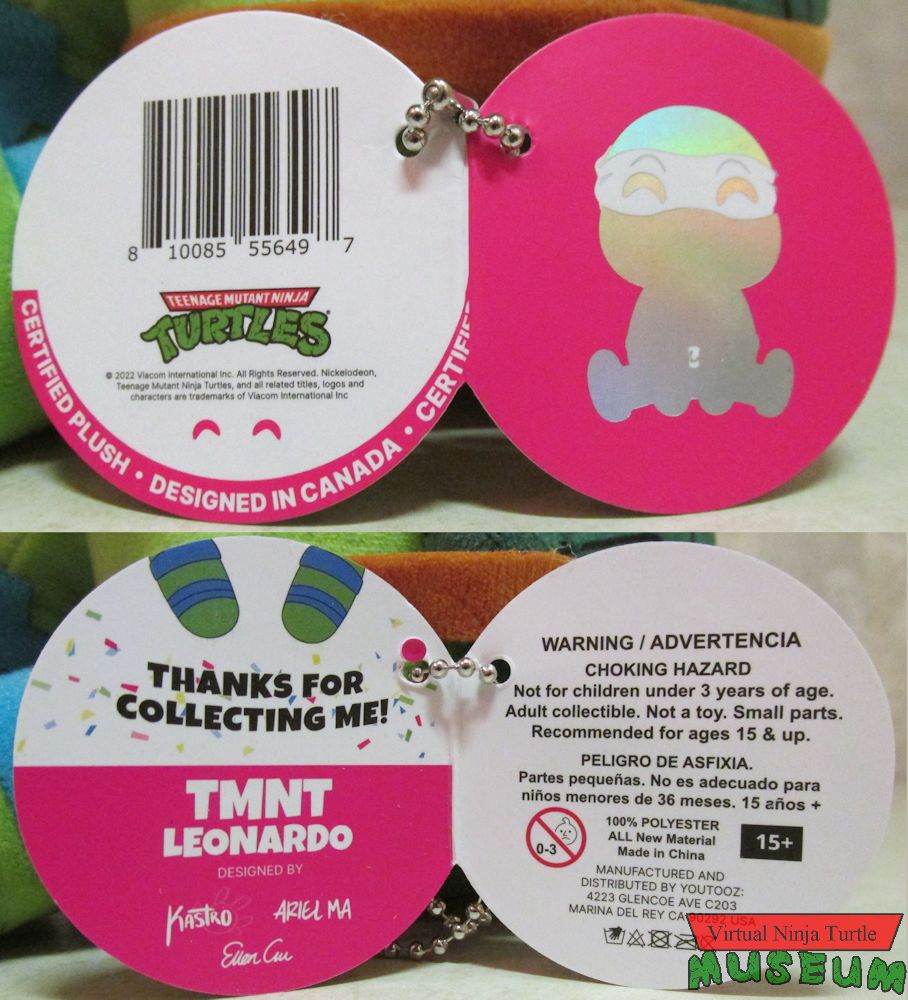 8 10085 55649 7
TEENAGE MUTANT NINJA
TURTLES
© 2022 Viacom International Inc. All Rights Reserved. Nickelodeon,
Teenage Mutant Ninja Turtles, and all related titles, logos and
characters are trademarks of Viacom International Inc
CERTIFIED PLUSH • DESIGNED IN CANADA • CERTIFIE
THANKS FOR
COLLECTING ME!
TMNT
LEONARDO
DESIGNED BY
KASTRO
ARIEL MA
Ellen Cui
WARNING / ADVERTENCIA
CHOKING HAZARD
Not for children under 3 years of age.
Adult collectible. Not a toy. Small parts.
Recommended for ages 15 & up.
PELIGRO DE ASFIXIA.
Partes pequeñas. No es adecuado para
niños menores de 36 meses. 15 años +
0-3
100% POLYESTER
ALL New Material
Made in China
15+
MANUFACTURED AND
DISTRIBUTED BY YOUTOOZ:
4223 GLENCOE AVE C203
MARINA DEL REY CA 90292 USA
Virtual Ninja Turtle
MUSEUM